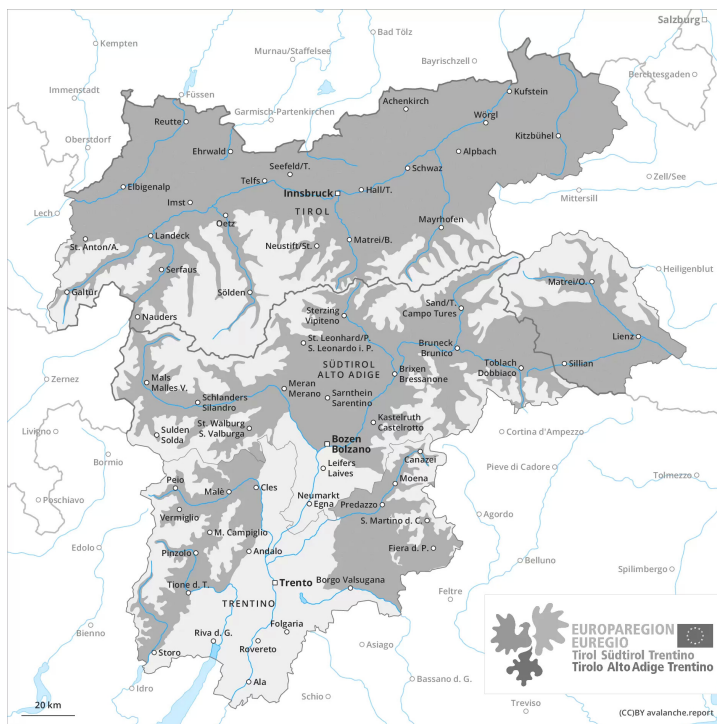 Salzburg
Kempten
Bad Tölz
Murnau/Staffelsee
Bayrischzell
Berchtesgaden
Immenstadt
Füssen
Kufstein
Achenkirch
Garmisch-Partenkirchen
Wörgl
Reutte
Oberstdorf
Kitzbühel
Ehrwald
Alpbach
Seefeld/T.
Schwaz
Telfs
Zell/See
Elbigenalp
Innsbruck
Hall/T.
Mittersill
Imst
TIROL
Lech
Oetz
Mayrhofen
Landeck
St. Anton/A.
Neustift/St.
Matrei/B.
Serfaus
Heiligenblut
Galtür
Sölden
Matrei/O.
Sand/T.
Campo Tures
Nauders
Sterzing
Vipiteno
St. Leonhard/P.
S. Leonardo i. P.
Lienz
Bruneck
Brunico
SÜDTIROL
ALTO ADIGE
Toblach
Dobbiaco
Sillian
Brixen
Bressanone
Zernez
Mals
Malles V.
Meran
Merano
Sarnthein
Sarentino
Schlanders
Silandro
St. Walburg
S. Valburga
Kastelruth
Castelrotto
Livigno
Sulden
Solda
Bozen
Bolzano
Cortina d'Ampezzo
Canazei
Bormio
Leifers
Laives
Pieve di Cadore
Tolmezzo
Moena
Peio
Malè
Cles
Neumarkt
Egna
Predazzo
Poschiavo
Vermiglio
S. Martino d. C.
Agordo
M. Campiglio
Edolo
Pinzolo
Andalo
Fiera d. P.
Belluno
Spilimbergo
Tione d. T.
Trento
Borgo Valsugana
Feltre
TRENTINO
Bienno
Folgaria
Riva d. G.
Rovereto
Asiago
Storo
Ala
Bassano d. G.
Idro
Schio
Treviso
EUROPAREGION
EUREGIO
Tirol Südtirol Trentino
Tirolo Alto Adige Trentino
20 km
(CC)BY avalanche.report